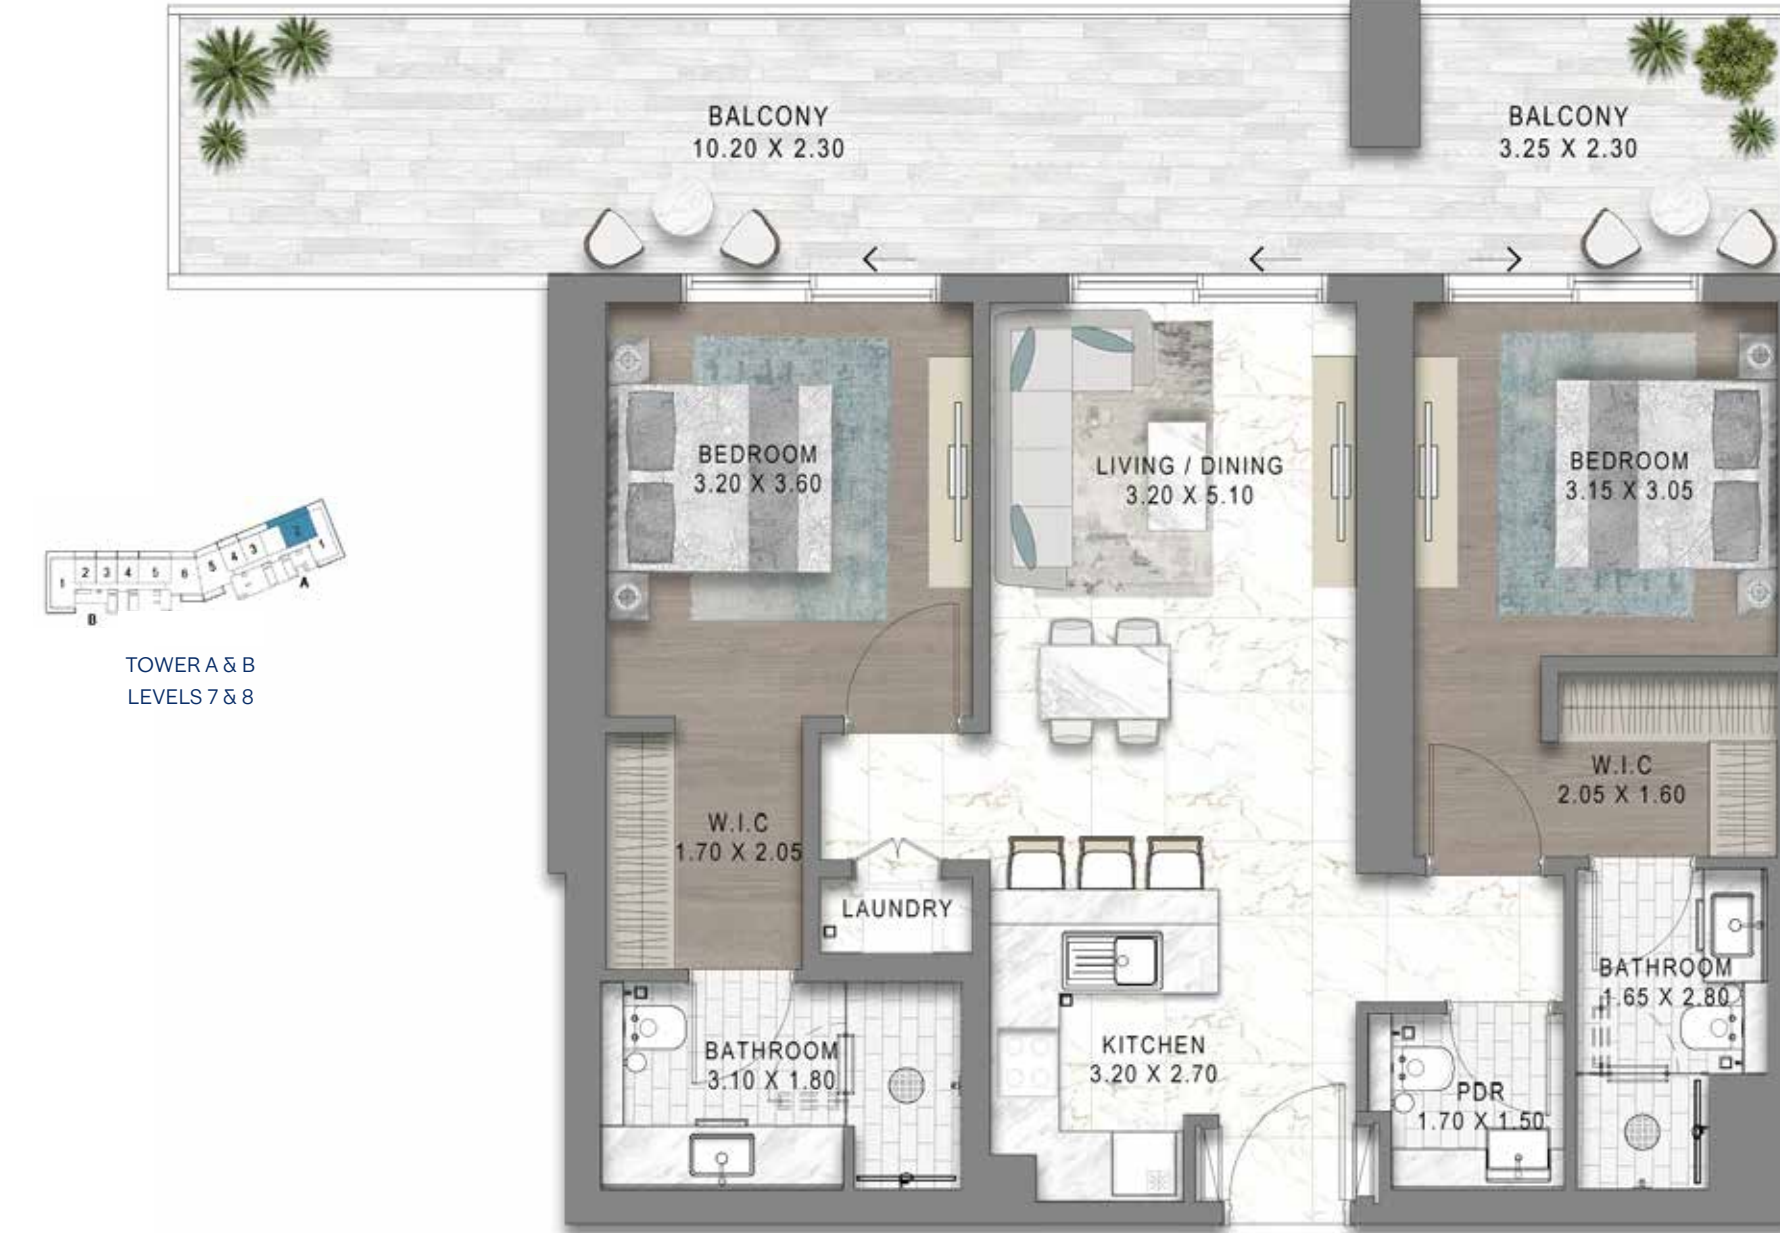 BALCONY
10.20 X 2.30
BALCONY
3.25 X 2.30
BEDROOM
3.20 X 3.60
LIVING / DINING
3.20 X 5.10
BEDROOM
3.15 X 3.05
W.I.C
2.05 X 1.60
W.I.C
1.70 X 2.05
LAUNDRY
BATHROOM
1.65 X 2.80
BATHROOM
3.10 X 1.80
KITCHEN
3.20 X 2.70
PDR
1.70 X 1.50
1 2 3 4 5 6 5 4 3 2 1
A
B
TOWER A & B
LEVELS 7 & 8